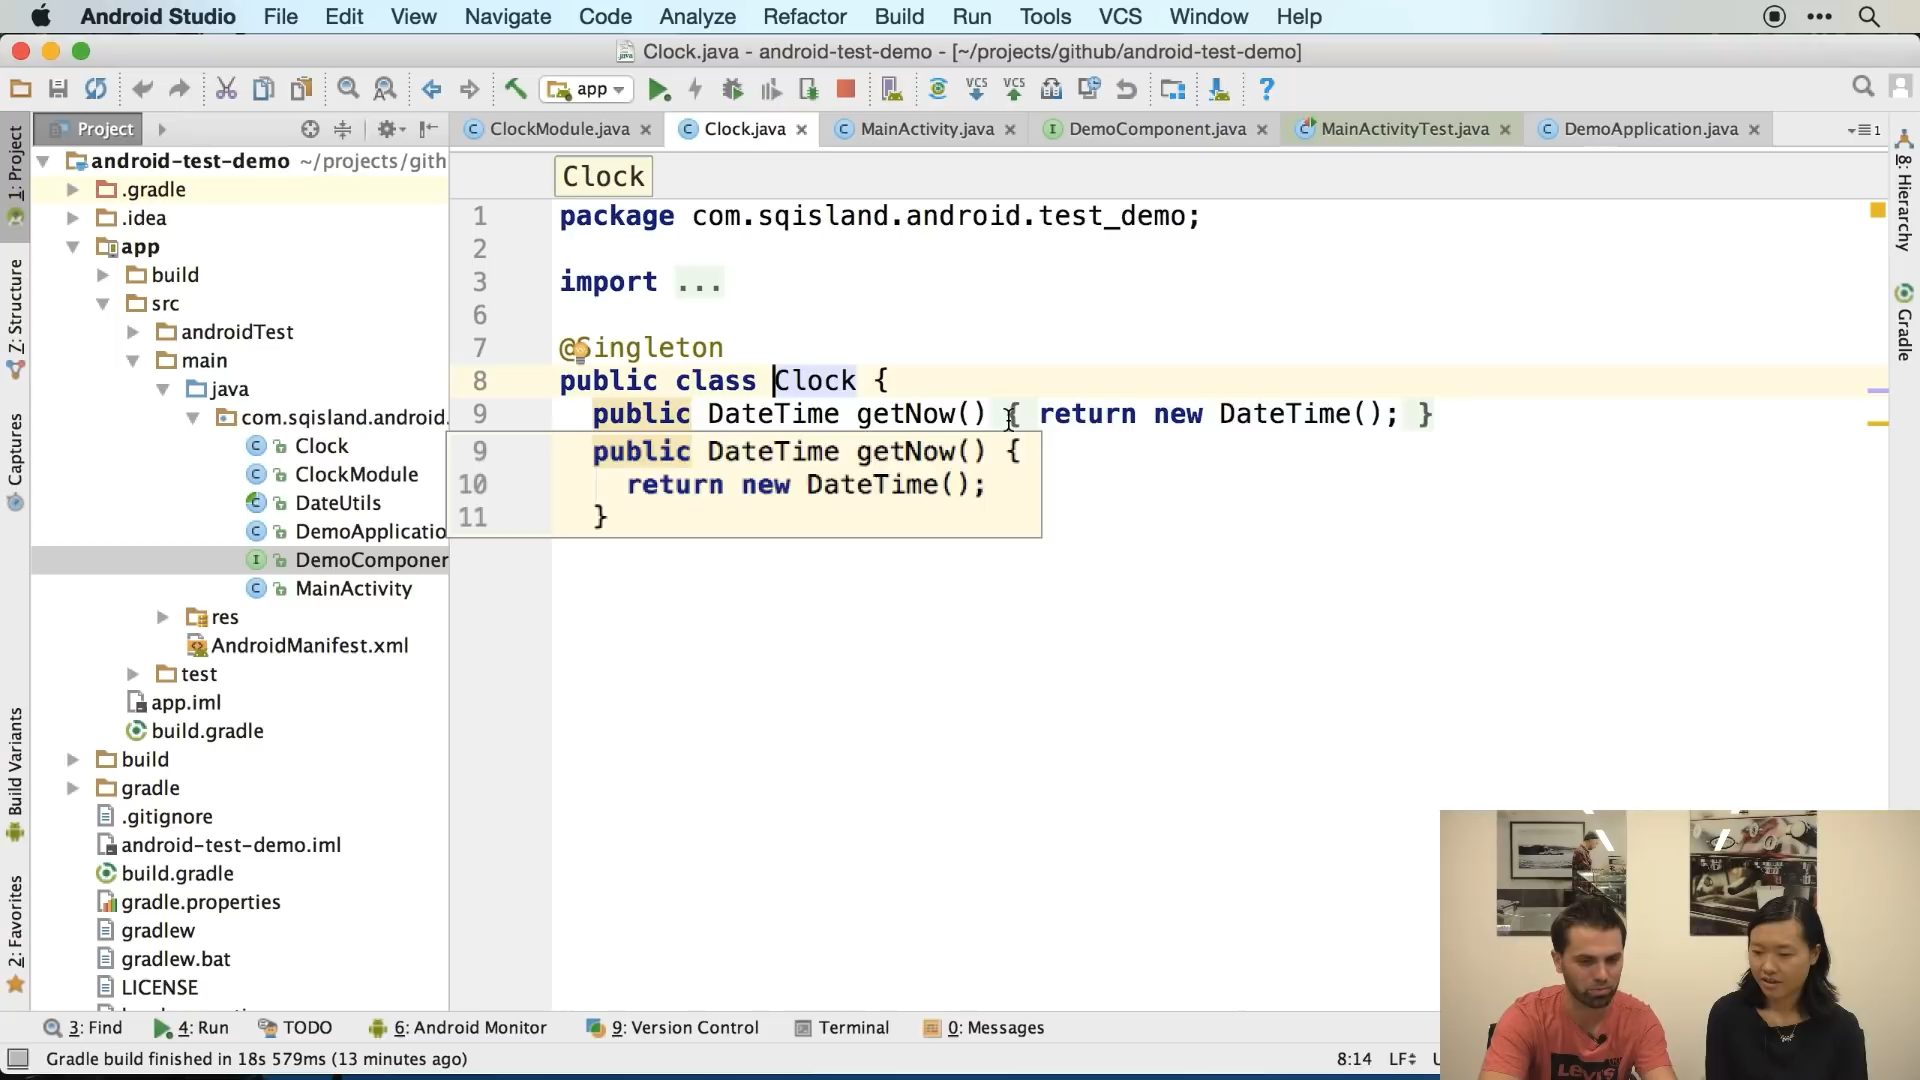 Android Studio File Edit View Navigate Code Analyze Refactor Build Run Tools VCS Window Help
Clock.java - android-test-demo - [~/projects/github/android-test-demo]
app
VCS VCS
?
Project
ClockModule.java
Clock.java
MainActivity.java
DemoComponent.java
MainActivityTest.java
DemoApplication.java
1
1: Project
7: Structure
Captures
Build Variants
2: Favorites
8: Hierarchy
Gradle
android-test-demo ~/projects/gith
.gradle
.idea
app
build
src
androidTest
main
java
com.sqisland.android.
Clock
ClockModule
DateUtils
DemoApplicatio
DemoComponen
MainActivity
res
AndroidManifest.xml
test
app.iml
build.gradle
build
gradle
.gitignore
android-test-demo.iml
build.gradle
gradle.properties
gradlew
gradlew.bat
LICENSE
Clock
1 package com.sqisland.android.test_demo;
2
3 import ...
6
7 @Singleton
8 public class Clock {
9 public DateTime getNow() { return new DateTime(); }
9 public DateTime getNow() {
10 return new DateTime();
11 }
3: Find 4: Run TODO 6: Android Monitor 9: Version Control Terminal 0: Messages
Gradle build finished in 18s 579ms (13 minutes ago)
8:14 LF
LEVI'S